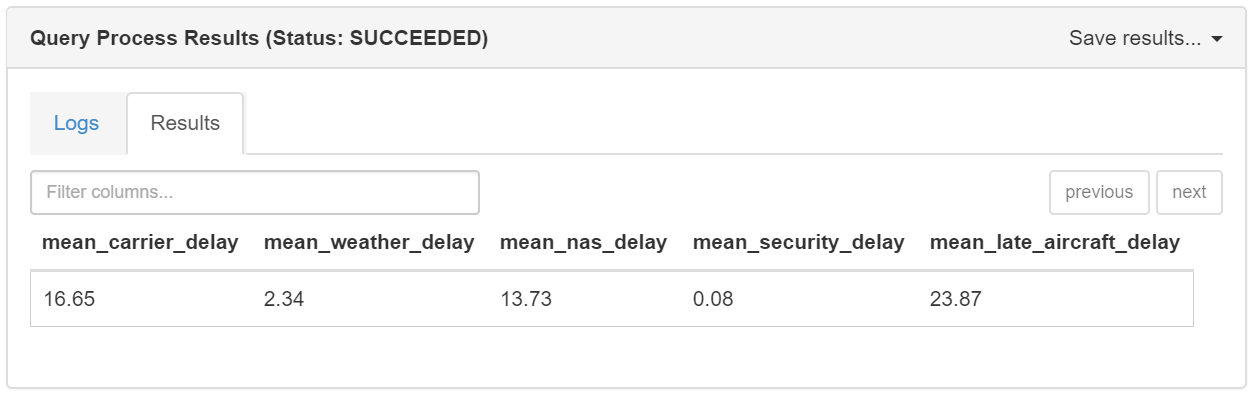 Query Process Results (Status: SUCCEEDED) Save results...
Logs Results
Filter columns... previous next
mean_carrier_delay mean_weather_delay mean_nas_delay mean_security_delay mean_late_aircraft_delay
16.65 2.34 13.73 0.08 23.87